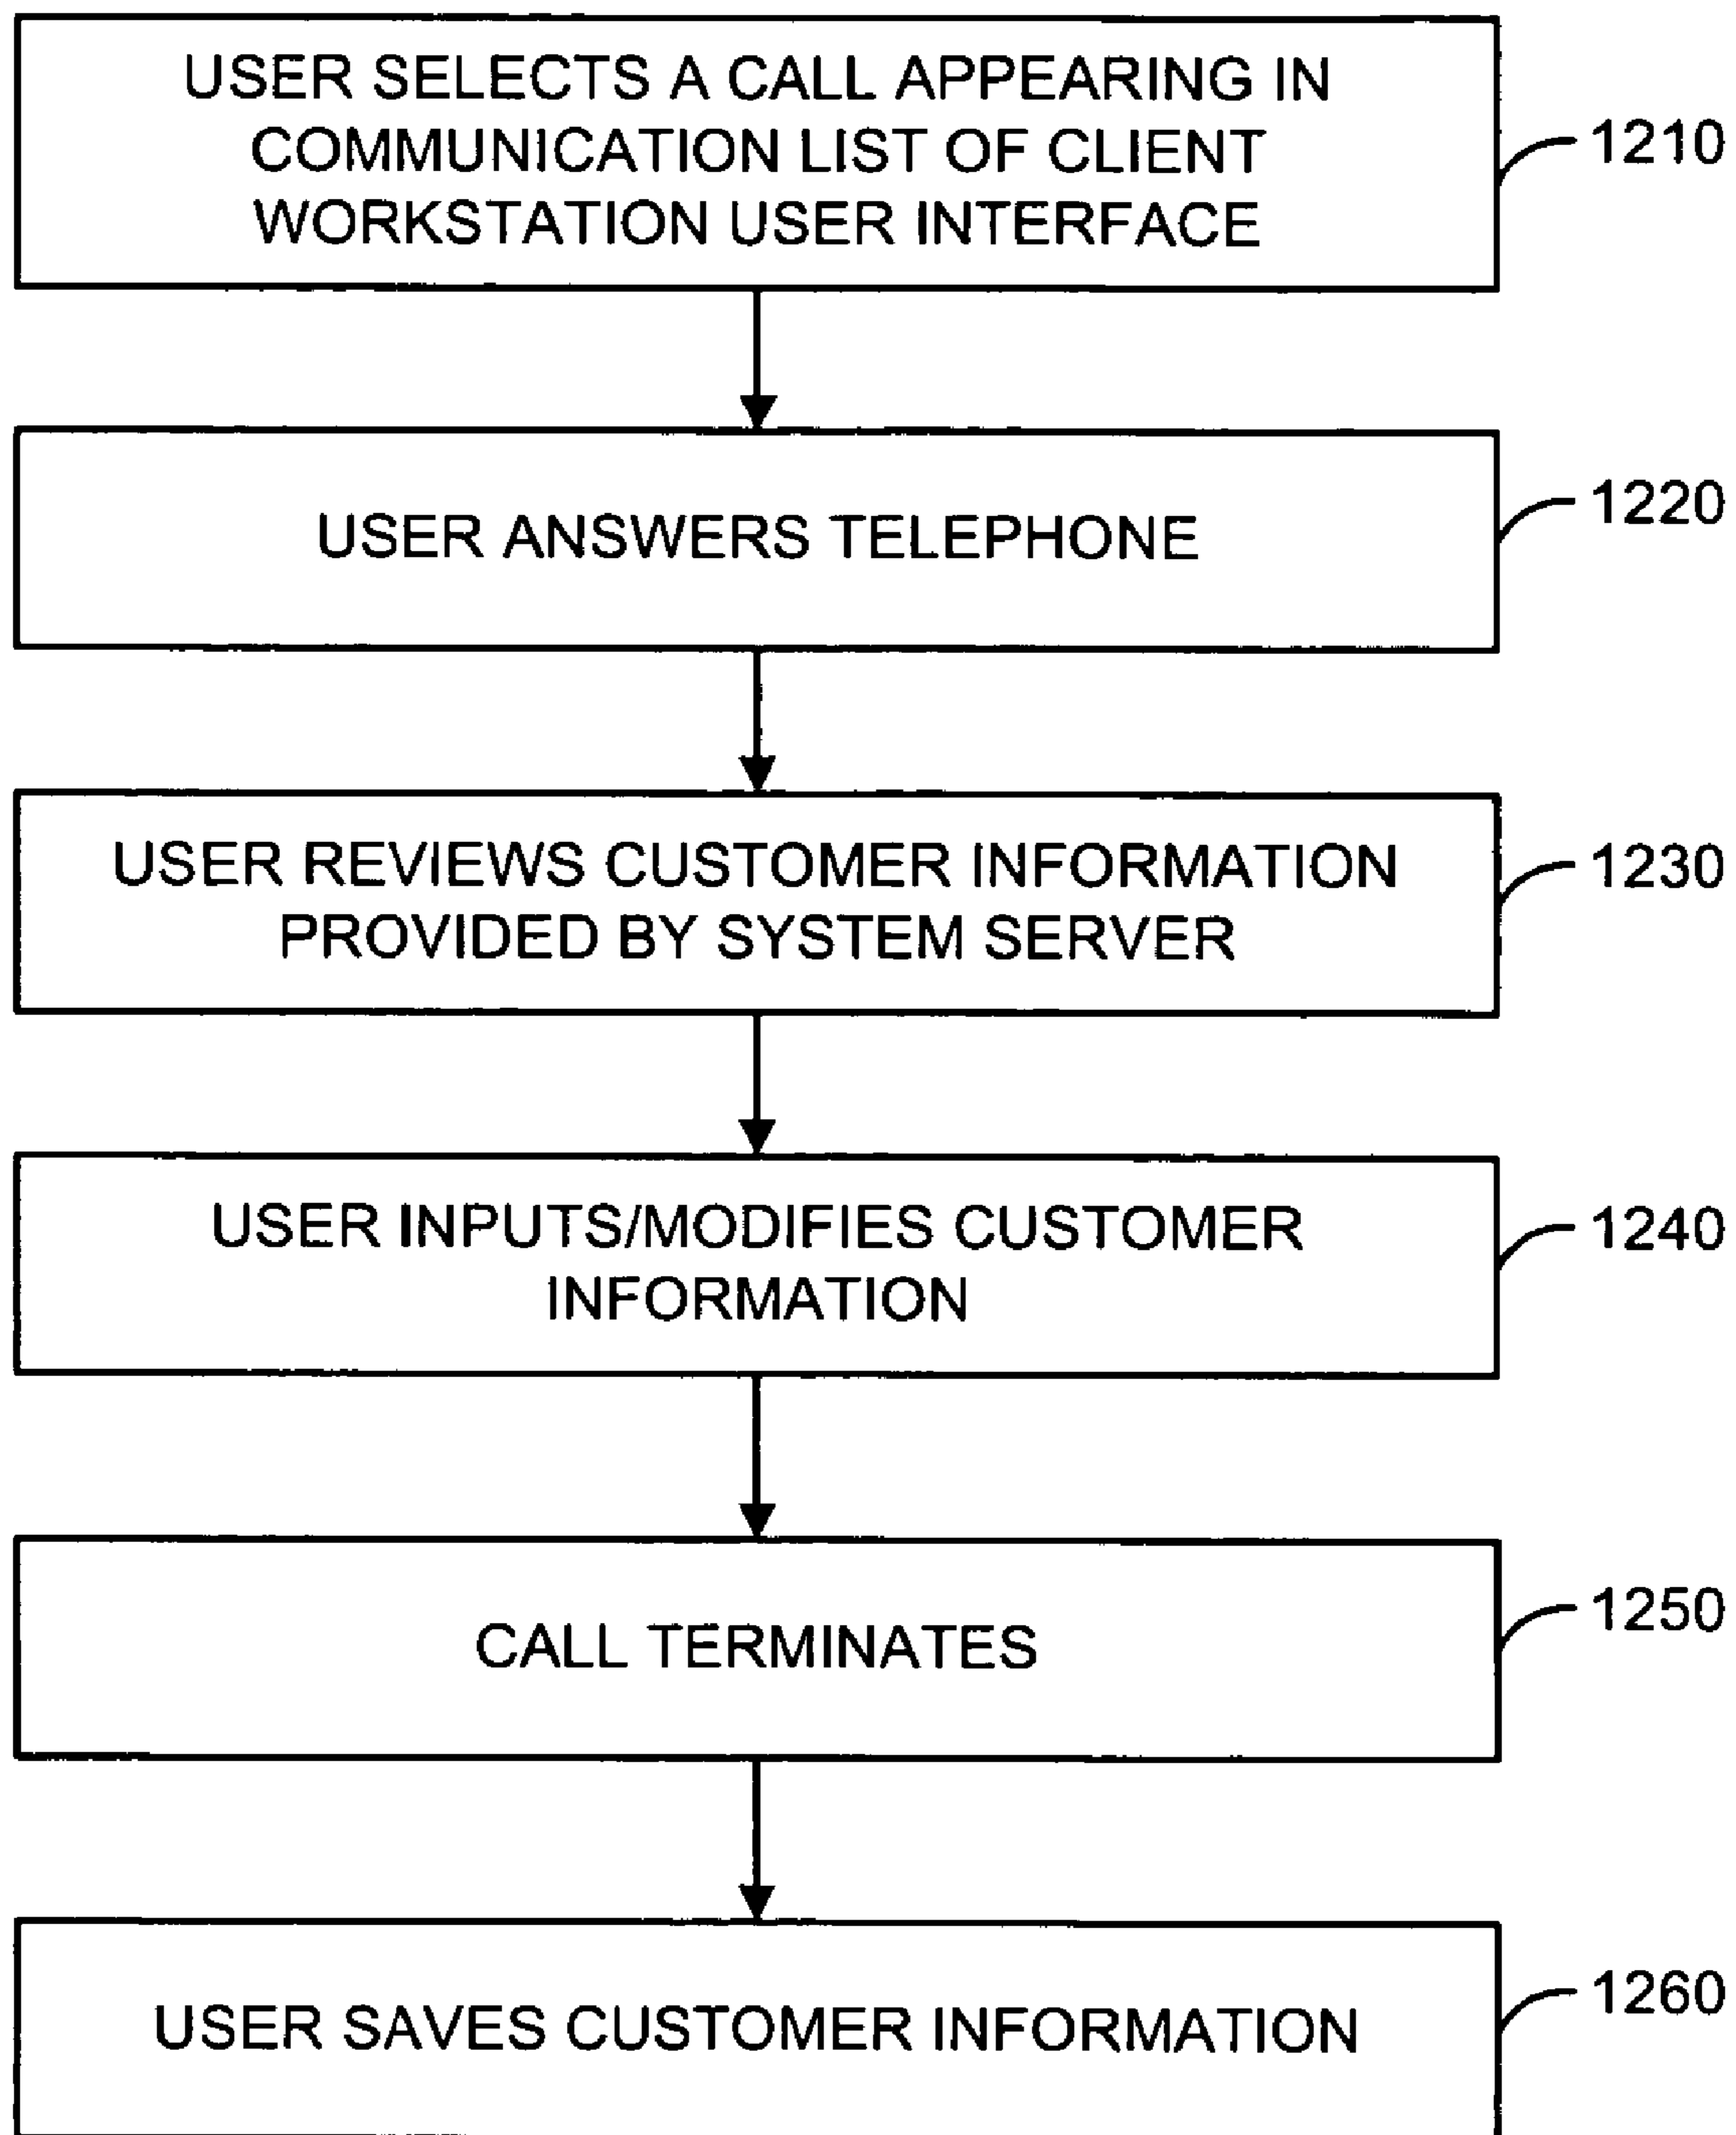 USER SELECTS A CALL APPEARING IN
COMMUNICATION LIST OF CLIENT
WORKSTATION USER INTERFACE
1210
USER ANSWERS TELEPHONE
1220
USER REVIEWS CUSTOMER INFORMATION
PROVIDED BY SYSTEM SERVER
1230
USER INPUTS/MODIFIES CUSTOMER
INFORMATION
1240
CALL TERMINATES
1250
USER SAVES CUSTOMER INFORMATION
1260